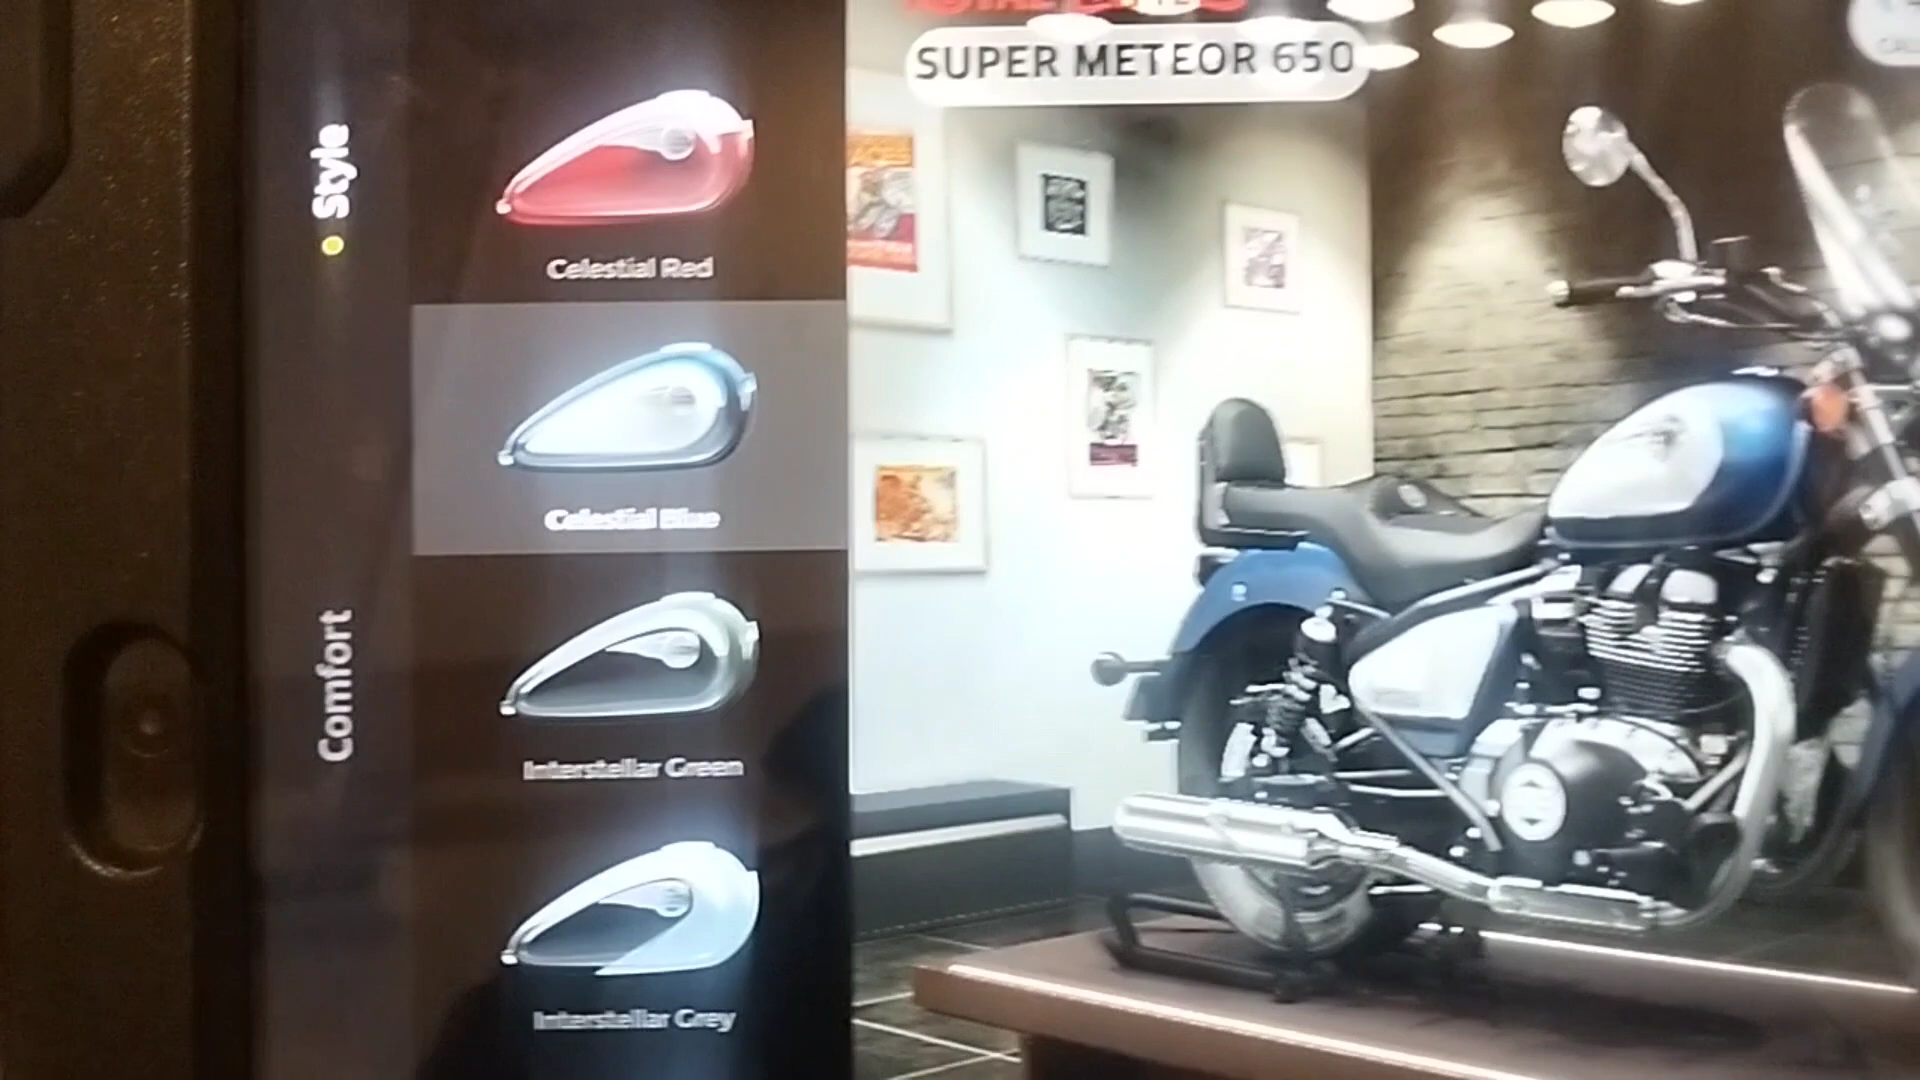 SUPER METEOR 650
Style
Comfort
Celestial Red
Celestial Blue
Interstellar Green
Interstellar Grey